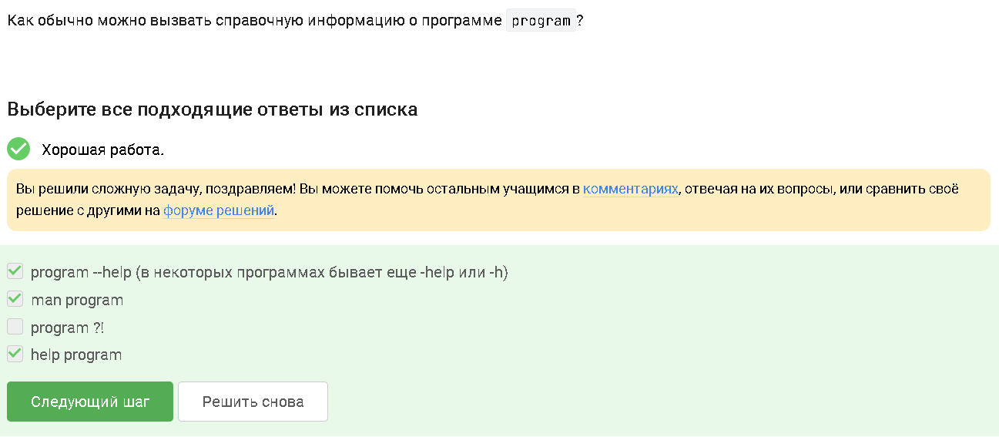 Как обычно можно вызвать справочную информацию о программе program?
Выберите все подходящие ответы из списка
Хорошая работа.
Вы решили сложную задачу, поздравляем! Вы можете помочь остальным учащимся в комментариях, отвечая на их вопросы, или сравнить своё
решение с другими на форуме решений.
program --help (в некоторых программах бывает еще -help или -h)
man program
program ?!
help program
Следующий шаг Решить снова